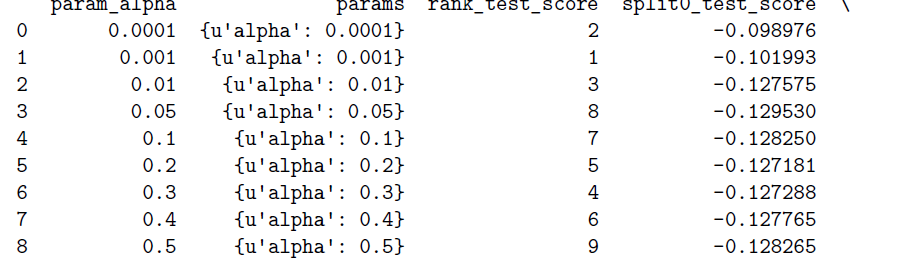 param_alpha params rank_test_score split0_test_score \
0 0.0001 {u'alpha': 0.0001} 2 -0.098976
1 0.001 {u'alpha': 0.001} 1 -0.101993
2 0.01 {u'alpha': 0.01} 3 -0.127575
3 0.05 {u'alpha': 0.05} 8 -0.129530
4 0.1 {u'alpha': 0.1} 7 -0.128250
5 0.2 {u'alpha': 0.2} 5 -0.127181
6 0.3 {u'alpha': 0.3} 4 -0.127288
7 0.4 {u'alpha': 0.4} 6 -0.127765
8 0.5 {u'alpha': 0.5} 9 -0.128265